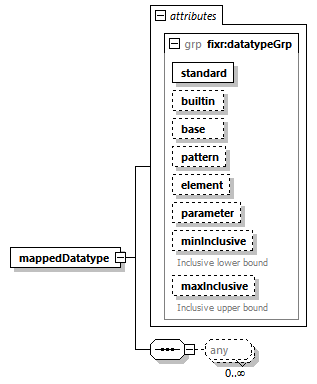 attributes
grp fixr:datatypeGrp
standard
builtin
base
pattern
element
parameter
minInclusive
Inclusive lower bound
maxInclusive
Inclusive upper bound
mappedDatatype
any
0..∞